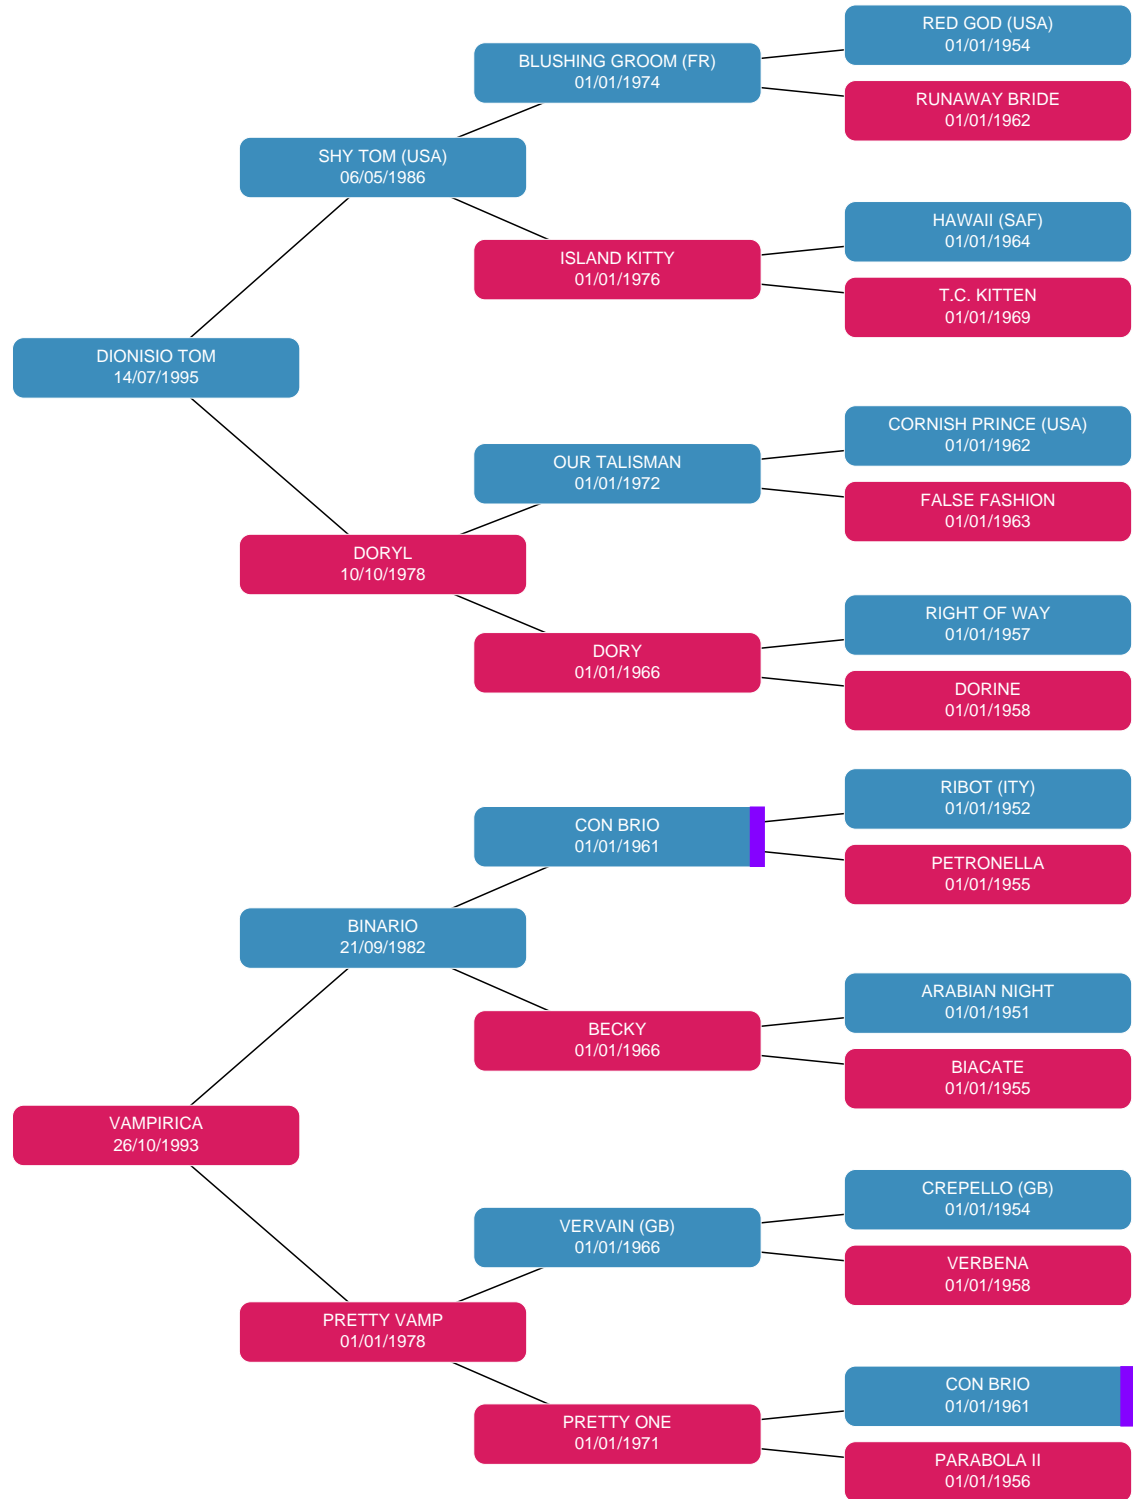 RED GOD (USA)
01/01/1954
BLUSHING GROOM (FR)
01/01/1974
RUNAWAY BRIDE
01/01/1962
SHY TOM (USA)
06/05/1986
HAWAII (SAF)
01/01/1964
ISLAND KITTY
01/01/1976
T.C. KITTEN
01/01/1969
DIONISIO TOM
14/07/1995
CORNISH PRINCE (USA)
01/01/1962
OUR TALISMAN
01/01/1972
FALSE FASHION
01/01/1963
DORYL
10/10/1978
RIGHT OF WAY
01/01/1957
DORY
01/01/1966
DORINE
01/01/1958
RIBOT (ITY)
01/01/1952
CON BRIO
01/01/1961
PETRONELLA
01/01/1955
BINARIO
21/09/1982
ARABIAN NIGHT
01/01/1951
BECKY
01/01/1966
BIACATE
01/01/1955
VAMPIRICA
26/10/1993
CREPELLO (GB)
01/01/1954
VERVAIN (GB)
01/01/1966
VERBENA
01/01/1958
PRETTY VAMP
01/01/1978
CON BRIO
01/01/1961
PRETTY ONE
01/01/1971
PARABOLA II
01/01/1956